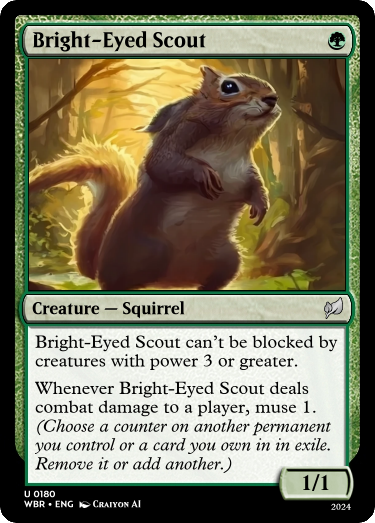 Bright-Eyed Scout
Creature — Squirrel
Bright-Eyed Scout can't be blocked by
creatures with power 3 or greater.
Whenever Bright-Eyed Scout deals
combat damage to a player, muse 1.
(Choose a counter on another permanent
you control or a card you own in in exile.
Remove it or add another.)
1/1
U 0180
WBR • ENG Craiyon AI
2024